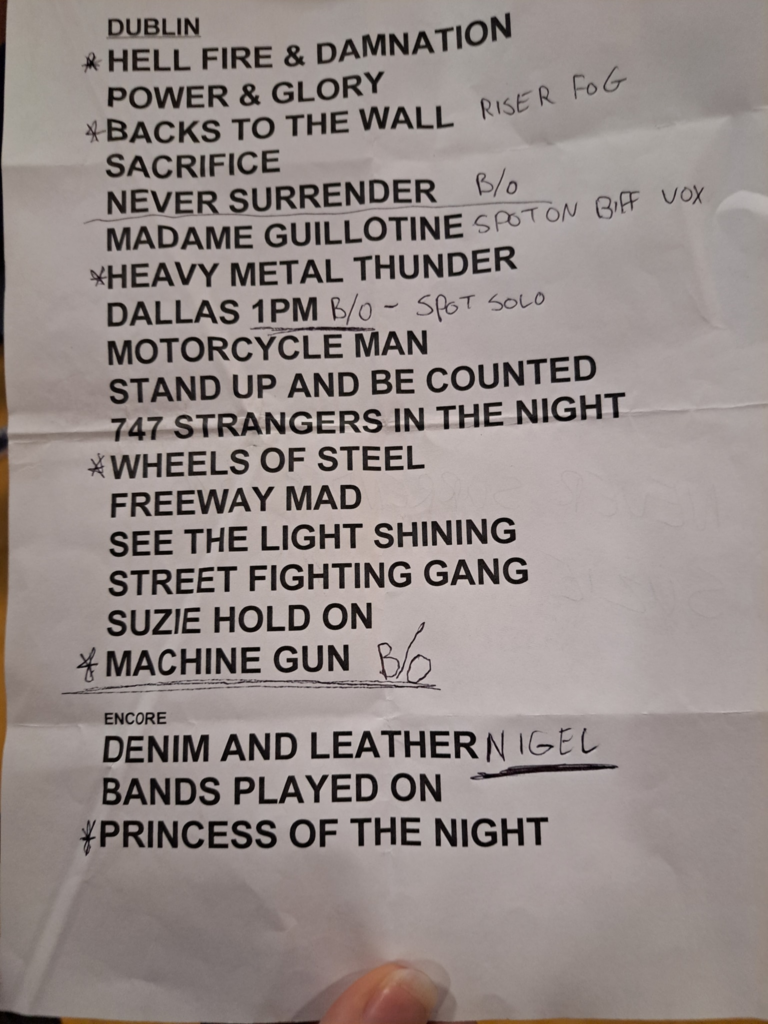 DUBLIN
* HELL FIRE & DAMNATION
POWER & GLORY
* BACKS TO THE WALL RISER FOG
SACRIFICE
NEVER SURRENDER B/O
MADAME GUILLOTINE SPOT ON BIFF VOX
* HEAVY METAL THUNDER
DALLAS 1PM B/O - SPOT SOLO
MOTORCYCLE MAN
STAND UP AND BE COUNTED
747 STRANGERS IN THE NIGHT
* WHEELS OF STEEL
FREEWAY MAD
SEE THE LIGHT SHINING
STREET FIGHTING GANG
SUZIE HOLD ON
* MACHINE GUN B/O
ENCORE
DENIM AND LEATHER NIGEL
BANDS PLAYED ON
* PRINCESS OF THE NIGHT